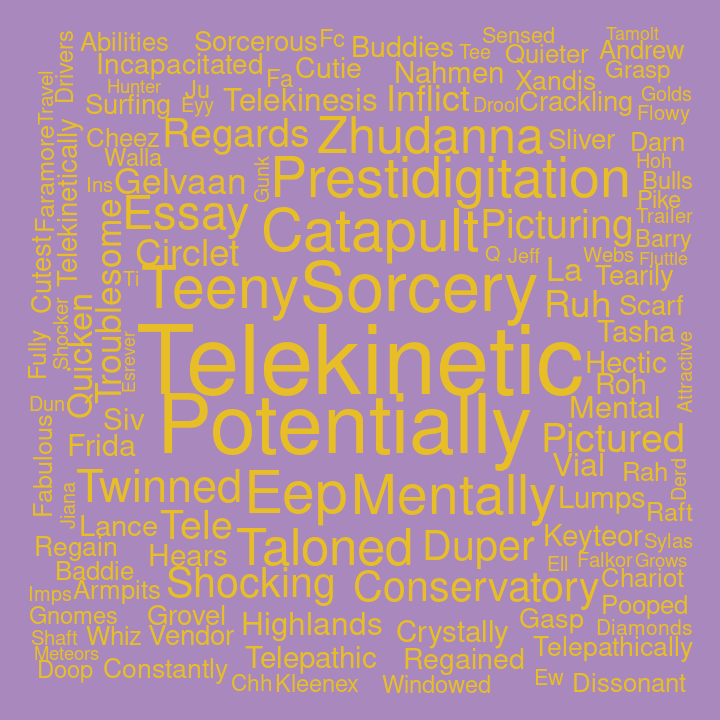 Tamolt
Sensed
Abilities
Sorcerous
Fc
Buddies
Tee
Quieter
Andrew
Drivers
Incapacitated
Fa
Cutie
Nahmen
Xandis
Grasp
Travel
Hunter
Ju
Surfing
Eyy
Telekinesis
Inflict
Drool
Crackling
Golds
Flowy
Cheez
Regards
Zhudanna
Sliver
Darn
Walla
Hoh
Faramore
Telekinetically
Ins
Gelvaan
Gunk
Prestidigitation
Bulls
Pike
Essay
Catapult
Picturing
Trailer
Barry
Troublesome
Circlet
Q
Jeff
Webs
Fluttle
Cutest
Ti
Teeny
Sorcery
La
Tearily
Ruh
Scarf
Quicken
Shocker
Fully
Esrever
Telekinetic
Tasha
Hectic
Attractive
Roh
Dun
Siv
Potentially
Mental
Frida
Pictured
Fabulous
Jiana
Twinned
Eep
Mentally
Vial
Rah
Derd
Lumps
Raft
Lance
Tele
Taloned
Duper
Keyteor
Sylas
Regain
Hears
Ell
Falkor
Grows
Baddie
Imps
Armpits
Shocking
Conservatory
Chariot
Gnomes
Grovel
Pooped
Shaft
Whiz
Vendor
Highlands
Crystally
Gasp
Diamonds
Meteors
Telepathic
Regained
Telepathically
Doop
Constantly
Chh
Kleenex
Windowed
Ew
Dissonant